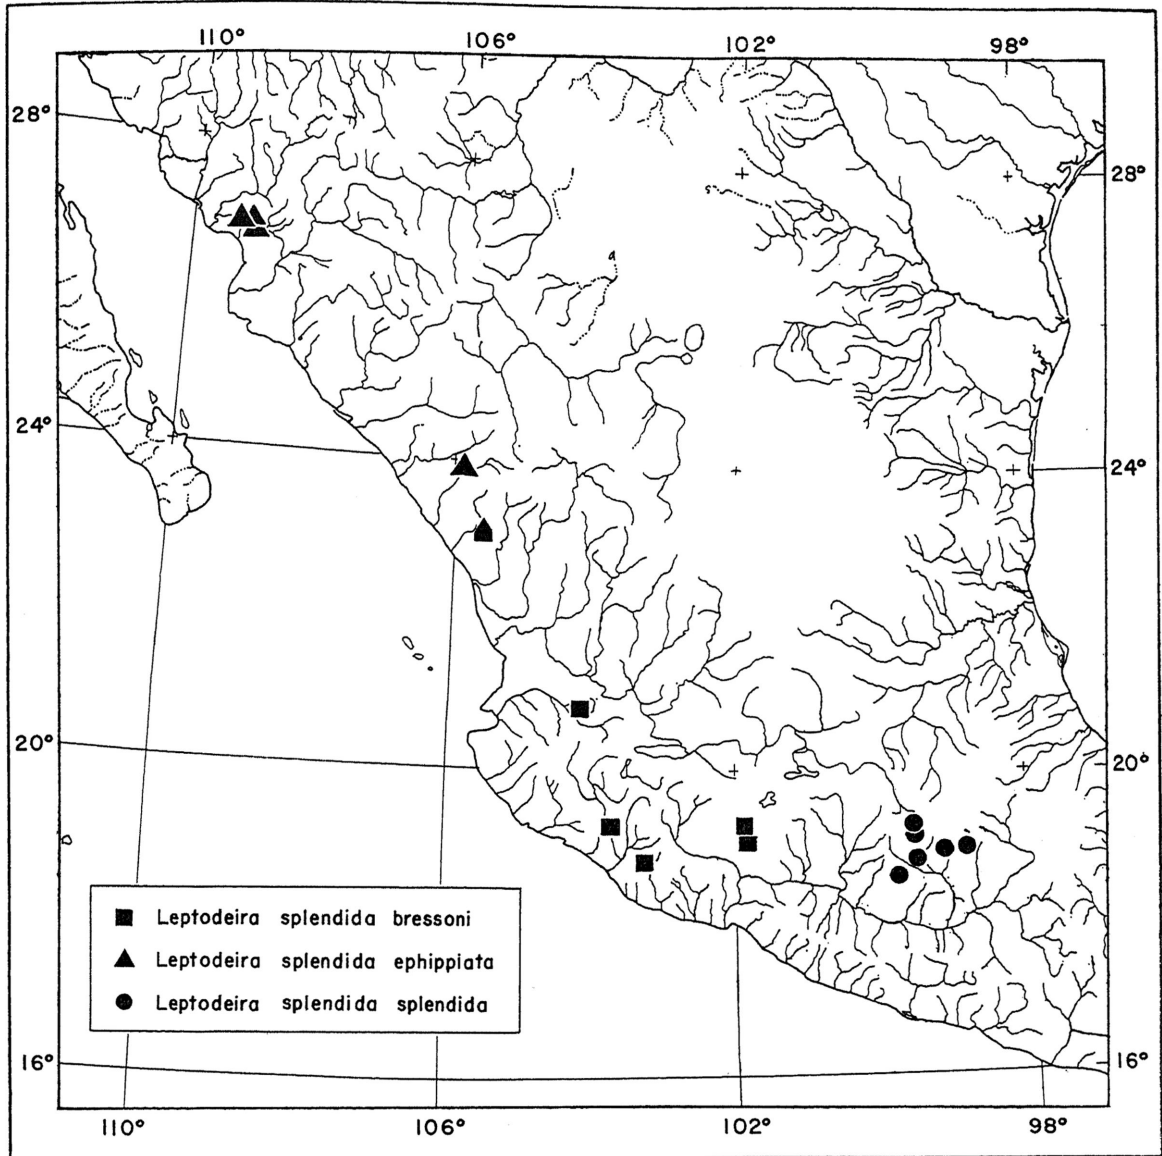 110° 106° 102° 98°
28°
28°
24°
24°
20°
20°
Leptodeira splendida bressoni
Leptodeira splendida ephippiata
Leptodeira splendida splendida
16°
16°
110° 106° 102° 98°